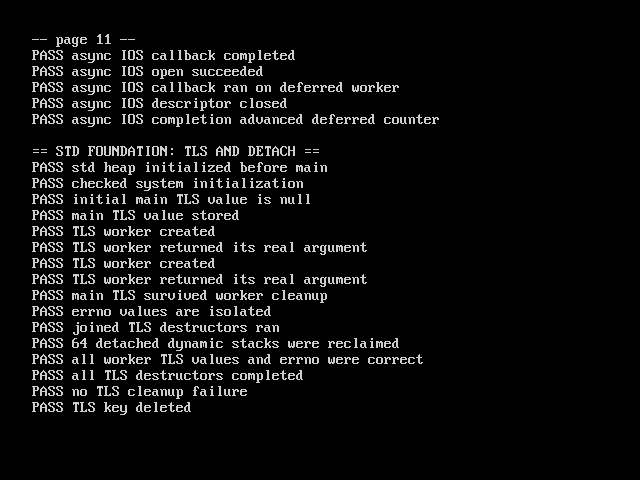 -- page 11 --
PASS async IOS callback completed
PASS async IOS open succeeded
PASS async IOS callback ran on deferred worker
PASS async IOS descriptor closed
PASS async IOS completion advanced deferred counter
== STD FOUNDATION: TLS AND DETACH ==
PASS std heap initialized before main
PASS checked system initialization
PASS initial main TLS value is null
PASS main TLS value stored
PASS TLS worker created
PASS TLS worker returned its real argument
PASS TLS worker created
PASS TLS worker returned its real argument
PASS main TLS survived worker cleanup
PASS errno values are isolated
PASS joined TLS destructors ran
PASS 64 detached dynamic stacks were reclaimed
PASS all worker TLS values and errno were correct
PASS all TLS destructors completed
PASS no TLS cleanup failure
PASS TLS key deleted